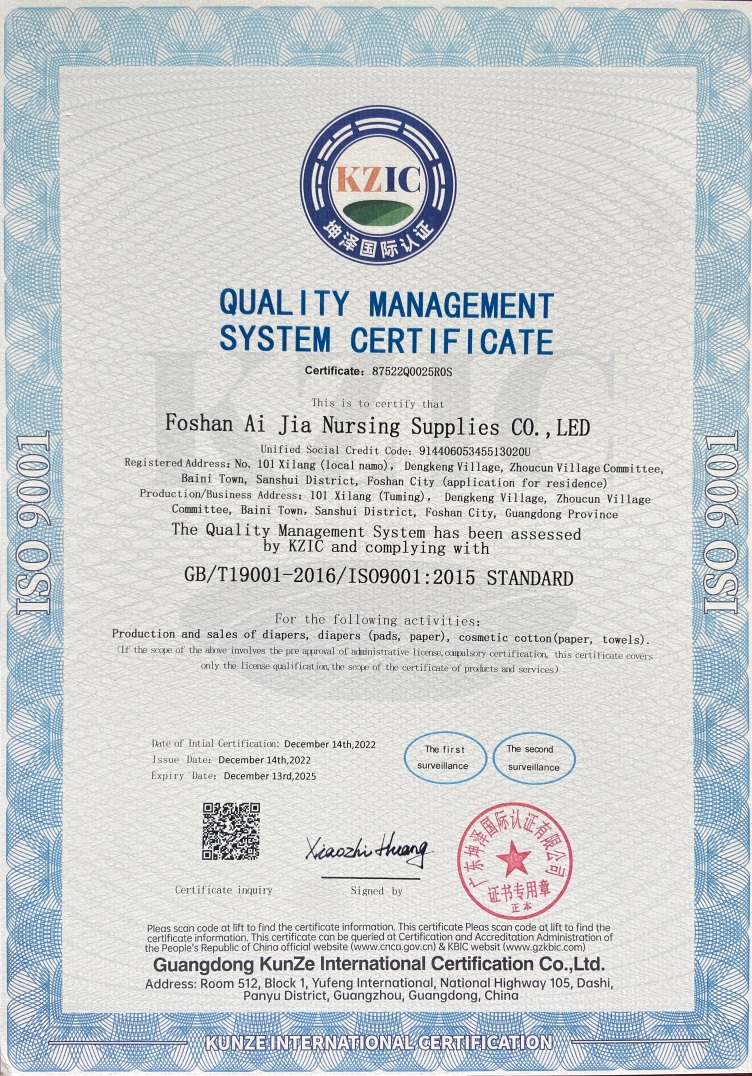 KZIC
坤泽国际认证
QUALITY MANAGEMENT
SYSTEM CERTIFICATE
Certificate: 87522Q0025R0S
This is to certify that
Foshan Ai Jia Nursing Supplies CO.,LED
Unified Social Credit Code: 91440605345513020U
Registered Address: No. 101 Xilang (local namo), Dengkeng Village, Zhoucun Village Committee,
Baini Town, Sanshui District, Foshan City (application for residence)
Production/Business Address: 101 Xilang (Tuming), Dengkeng Village, Zhoucun Village
Committee, Baini Town, Sanshui District, Foshan City, Guangdong Province
The Quality Management System has been assessed
by KZIC and complying with
GB/T19001-2016/ISO9001:2015 STANDARD
For the following activities:
Production and sales of diapers, diapers (pads, paper), cosmetic cotton(paper, towels).
(If the scope of the above involves the pre approval of administrative license, compulsory certification, this certificate covers
only the license qualification, the scope of the certificate of products and services)
ISO 9001
ISO 9001
Date of Intial Certification: December 14th,2022
Issue Date: December 14th,2022
Expiry Date: December 13rd,2025
The first
surveillance
The second
surveillance
Xiaozhi Huang
Certificate inquiry
Signed by
广东坤泽国际认证有限公司
证书专用章
正本
Pleas scan code at lift to find the certificate information. This certificate Pleas scan code at lift to find the
certificate information. This certificate can be queried at Certification and Accreditation Administration of
the People's Republic of China official website (www.cnca.gov.cn) & KBIC websit (www.gzkbic.com)
Guangdong KunZe International Certification Co.,Ltd.
Address: Room 512, Block 1, Yufeng International, National Highway 105, Dashi,
Panyu District, Guangzhou, Guangdong, China
KUNZE INTERNATIONAL CERTIFICATION